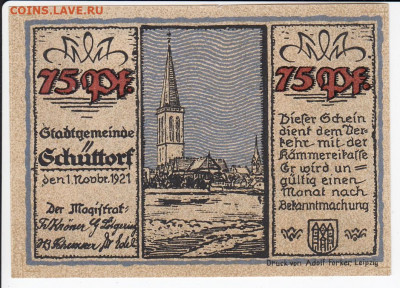 COINS.LAVE.RU
75 Pf.
Stadtgemeinde
Schüttorf
den 1. Novbr. 1921
Der Magistrat:
75 Pf.
Dieser Schein
dient dem Ver-
kehr mit der
Kämmereikasse
Er wird un-
gültig einen
Monat nach
Bekanntmachung
Druck von Adolf Forker, Leipzig